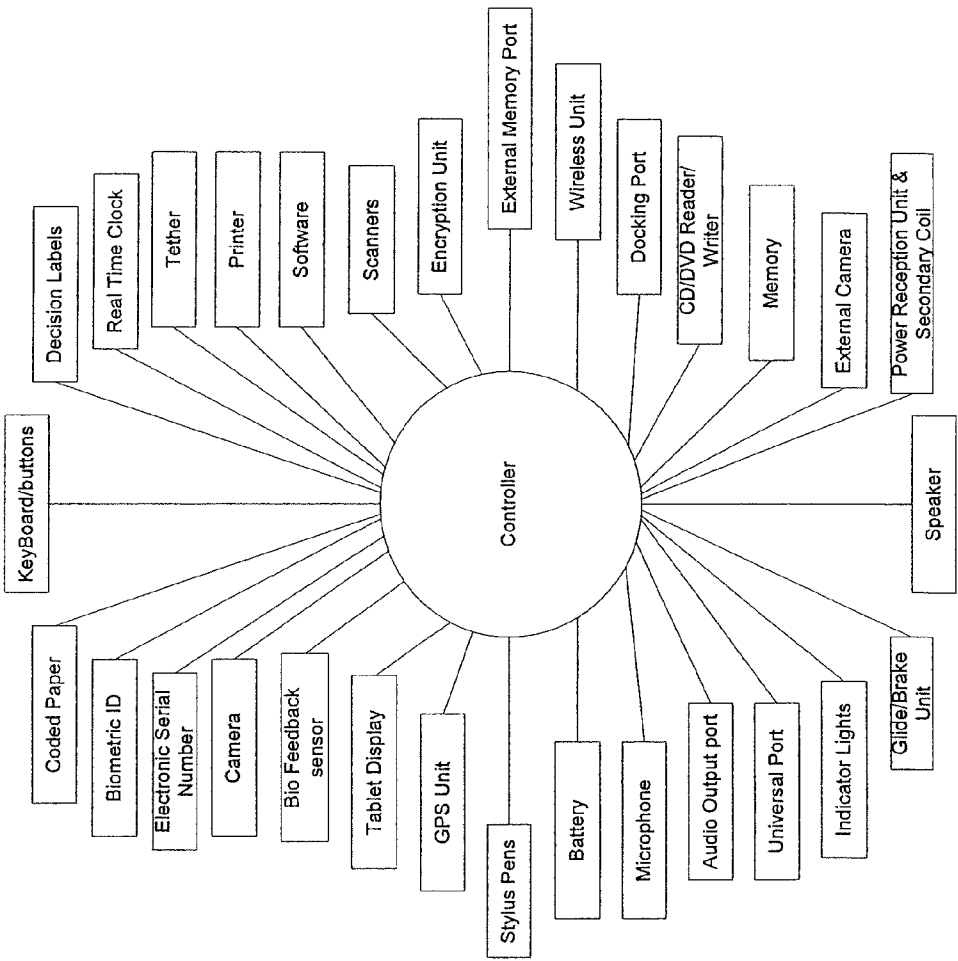 KeyBoard/buttons
Decision Labels
Real Time Clock
Tether
Printer
Software
Scanners
Encryption Unit
External Memory Port
Wireless Unit
Docking Port
CD/DVD Reader/
Writer
Memory
External Camera
Power Reception Unit &
Secondary Coil
Speaker
Glide/Brake
Unit
Indicator Lights
Universal Port
Audio Output port
Microphone
Battery
Stylus Pens
GPS Unit
Tablet Display
Bio Feedback
sensor
Camera
Electronic Serial
Number
Biometric ID
Coded Paper
Controller